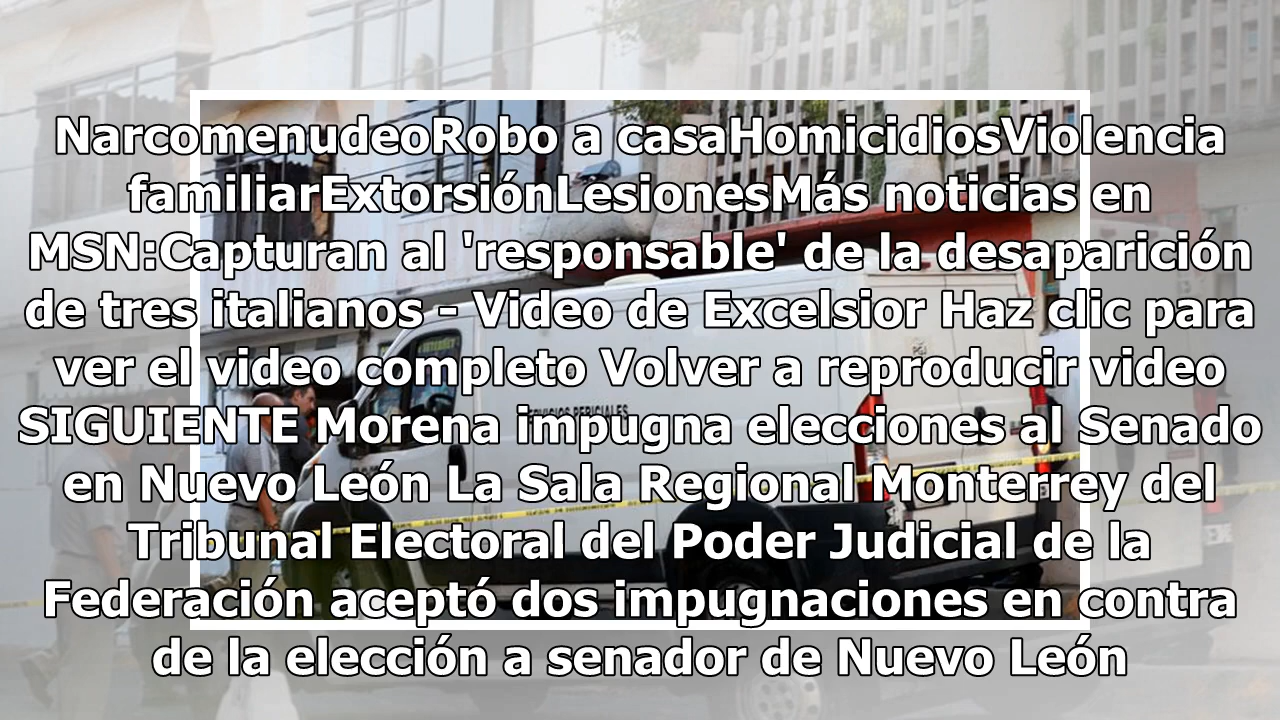 NarcomenudeoRobo a casaHomicidiosViolencia
familiarExtorsiónLesionesMás noticias en
MSN:Capturan al 'responsable' de la desaparición
de tres italianos - Video de Excelsior Haz clic para
ver el video completo Volver a reproducir video
SIGUIENTE Morena impugna elecciones al Senado
en Nuevo León La Sala Regional Monterrey del
Tribunal Electoral del Poder Judicial de la
Federación aceptó dos impugnaciones en contra
de la elección a senador de Nuevo León
SERVICIOS PERICIALES
PGJ